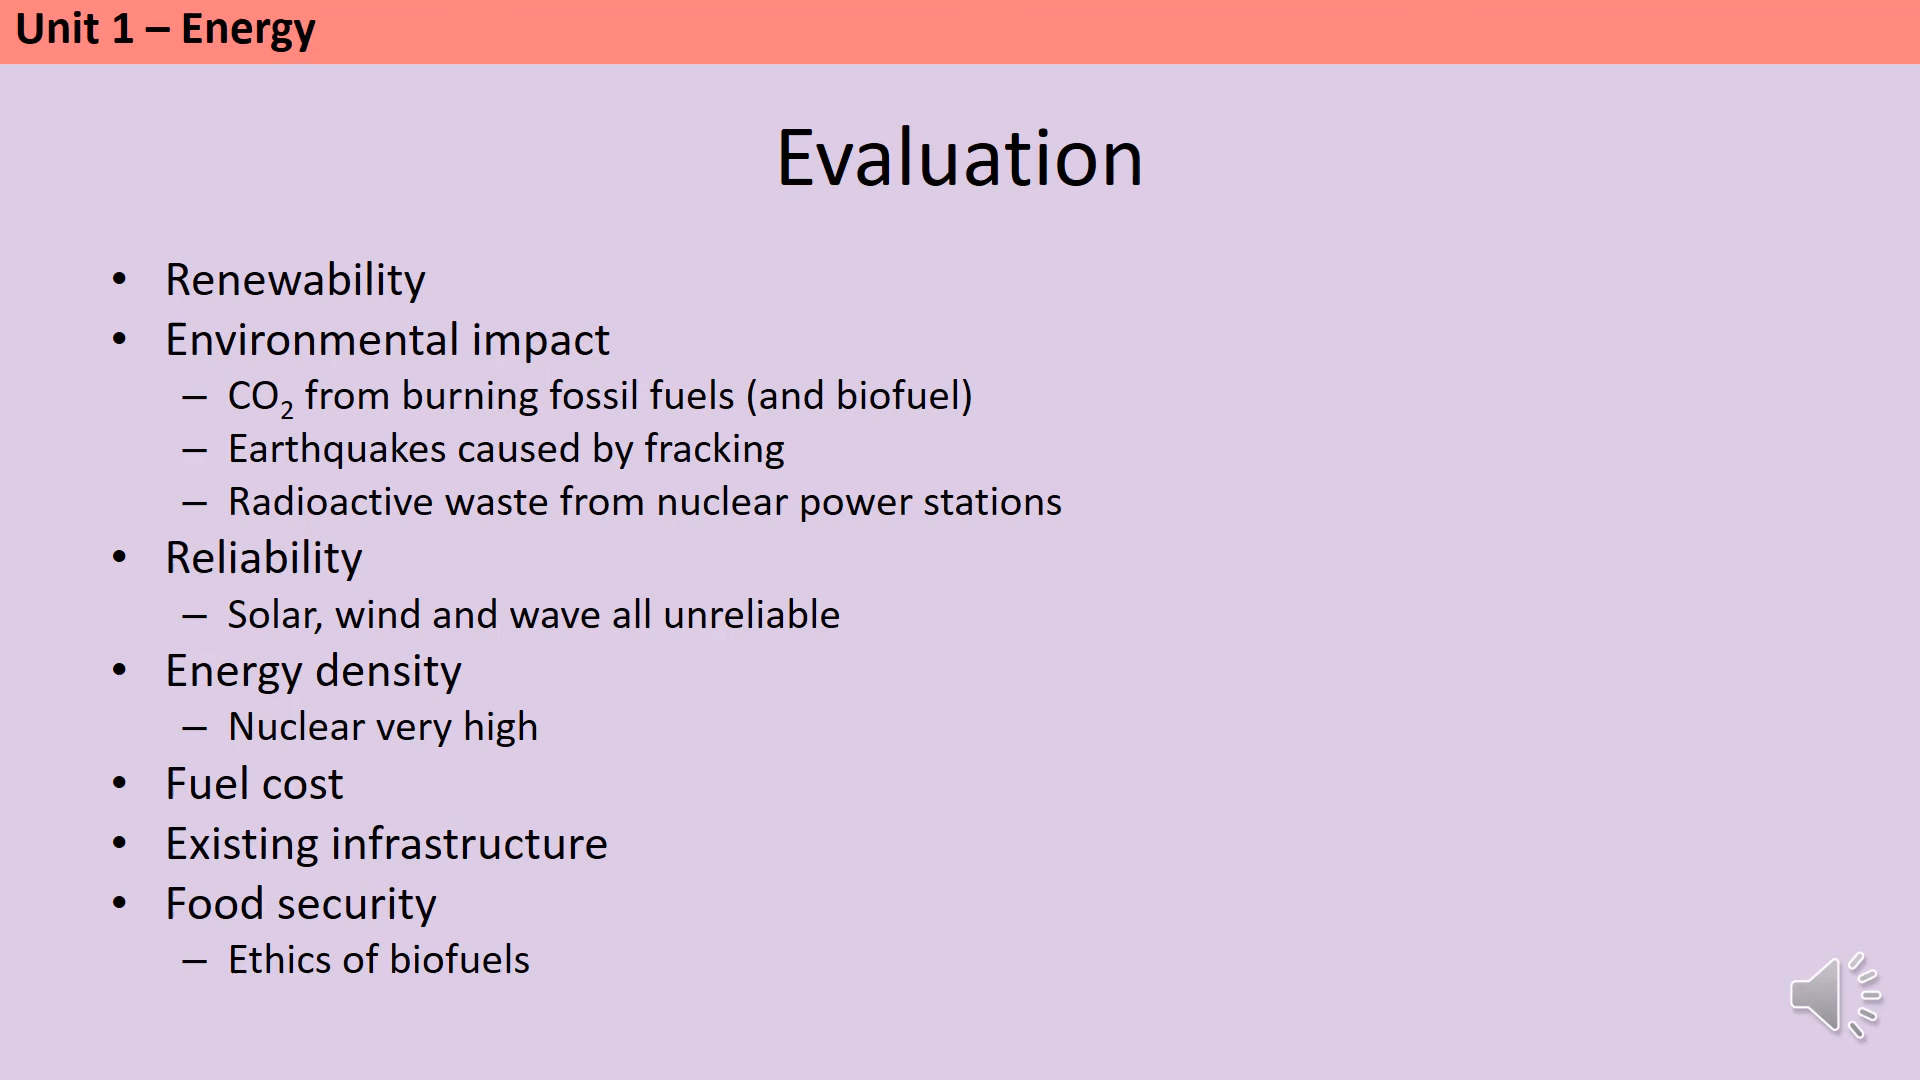 Unit 1 – Energy
Evaluation
• Renewability
• Environmental impact
– CO₂ from burning fossil fuels (and biofuel)
– Earthquakes caused by fracking
– Radioactive waste from nuclear power stations
• Reliability
– Solar, wind and wave all unreliable
• Energy density
– Nuclear very high
• Fuel cost
• Existing infrastructure
• Food security
– Ethics of biofuels